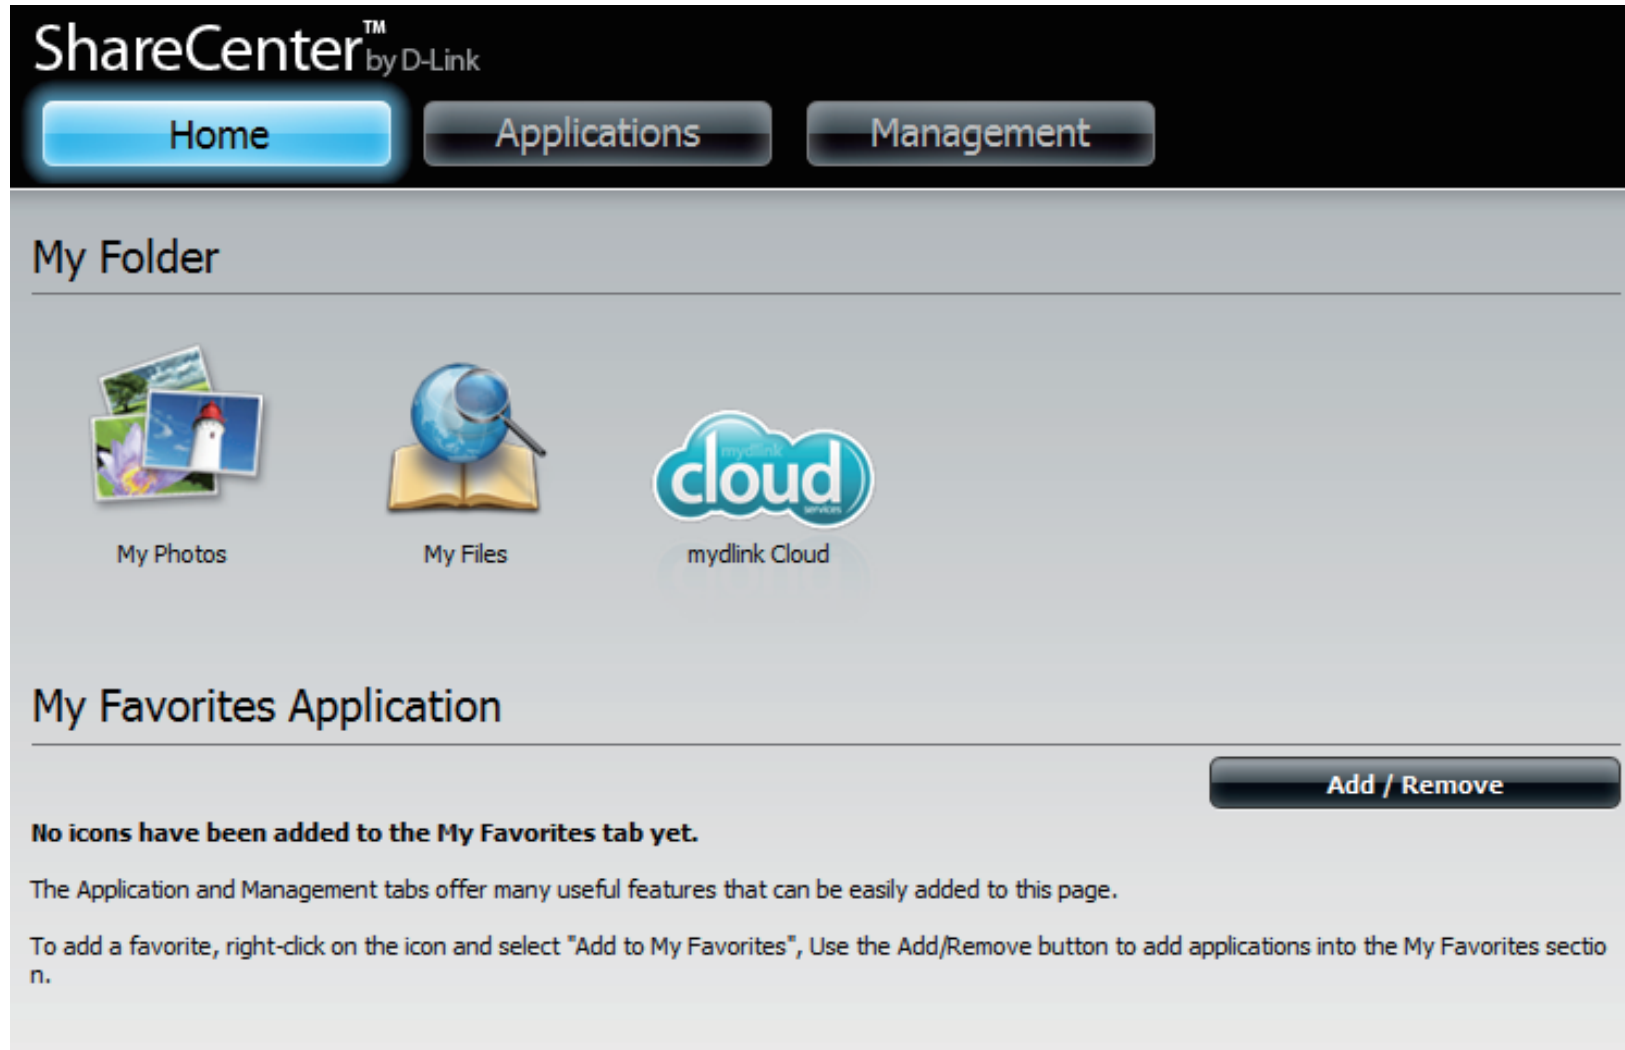 ShareCenter™ by D-Link
Home
Applications
Management
My Folder
mydlink
cloud
services
My Photos
My Files
mydlink Cloud
My Favorites Application
Add / Remove
No icons have been added to the My Favorites tab yet.
The Application and Management tabs offer many useful features that can be easily added to this page.
To add a favorite, right-click on the icon and select "Add to My Favorites", Use the Add/Remove button to add applications into the My Favorites sectio
n.